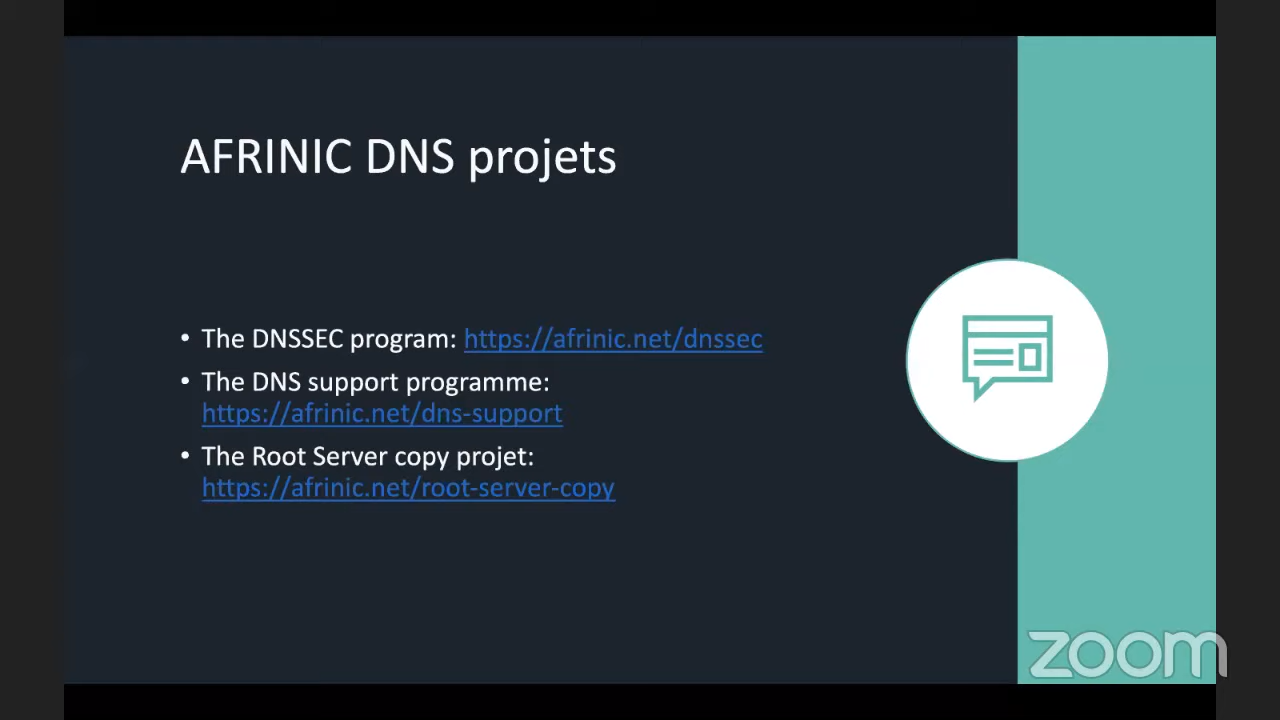 AFRINIC DNS projets
• The DNSSEC program: https://afrinic.net/dnssec
• The DNS support programme:
https://afrinic.net/dns-support
• The Root Server copy projet:
https://afrinic.net/root-server-copy
zoom